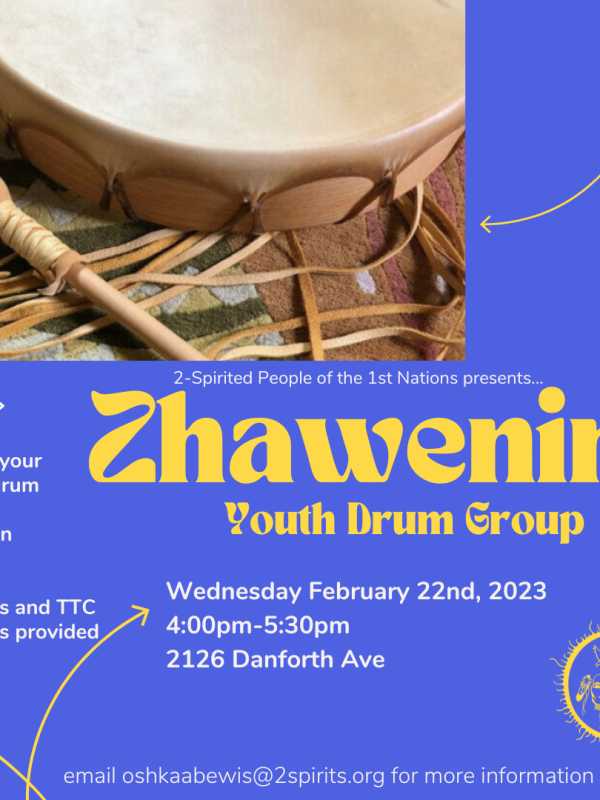 2-Spirited People of the 1st Nations presents...
Youth Drum Group
your
rum
n
s and TTC
s provided
Wednesday February 22nd, 2023
4:00pm-5:30pm
2126 Danforth Ave
email oshkaabewis@2spirits.org for more information